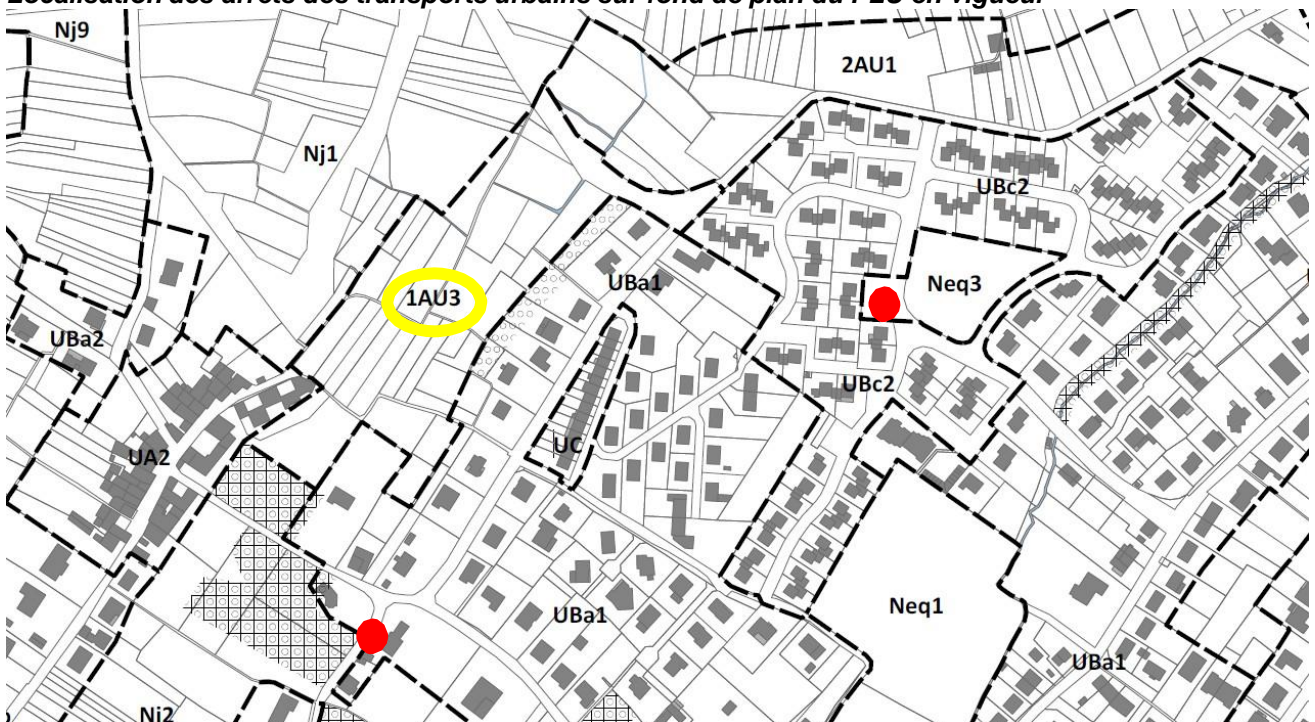 Localisation des arrêts des transports urbains sur fond de plan du PLU en vigueur
Nj9
2AU1
Nj1
UBc2
1AU3
UBa1
Neq3
UBa2
UBc2
UA2
UC
UBa1
Neq1
UBa1
Nj2